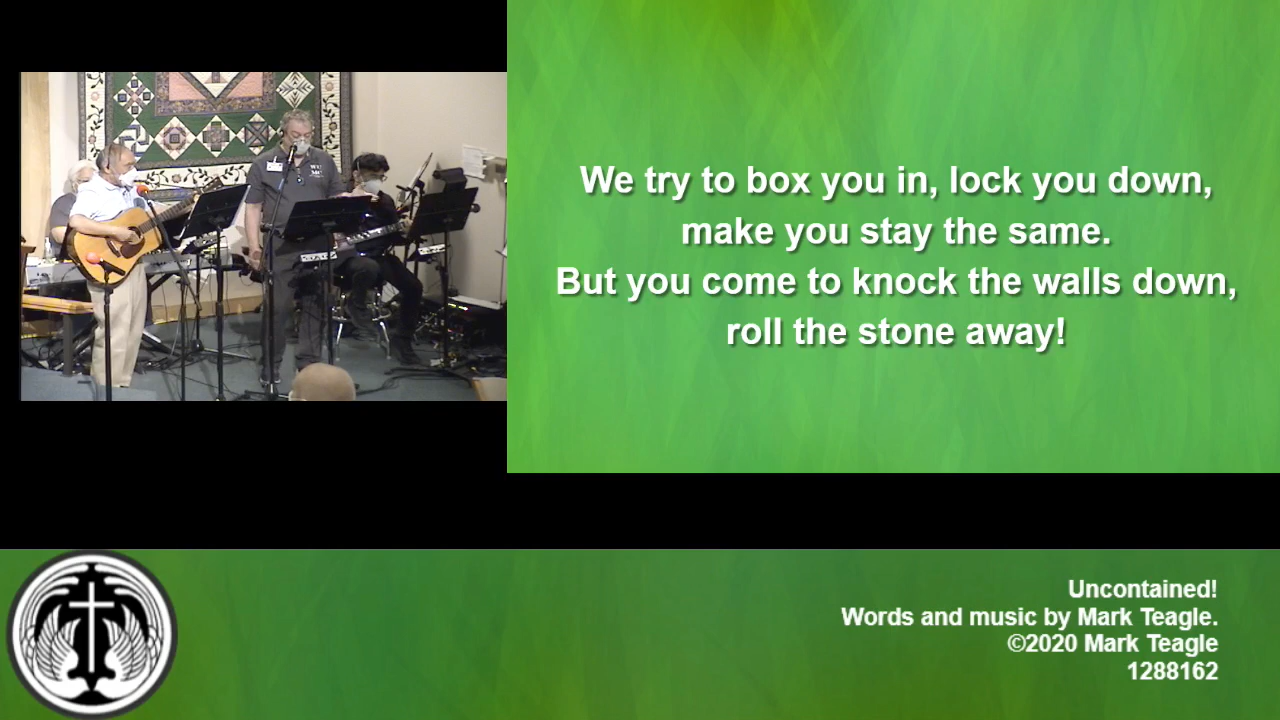 We try to box you in, lock you down,
make you stay the same.
But you come to knock the walls down,
roll the stone away!
Uncontained!
Words and music by Mark Teagle.
©2020 Mark Teagle
1288162